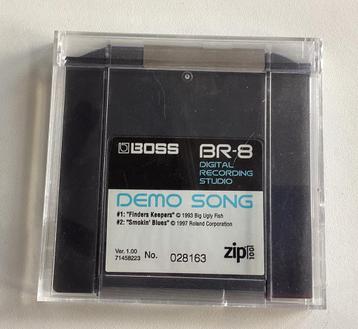 BOSS BR-8
DIGITAL
RECORDING
STUDIO
DEMO SONG
#1: "Finders Keepers" © 1993 Big Ugly Fish
#2: "Smokin' Blues" © 1997 Roland Corporation
Ver. 1.00
71458223
No. 028163
zip 100